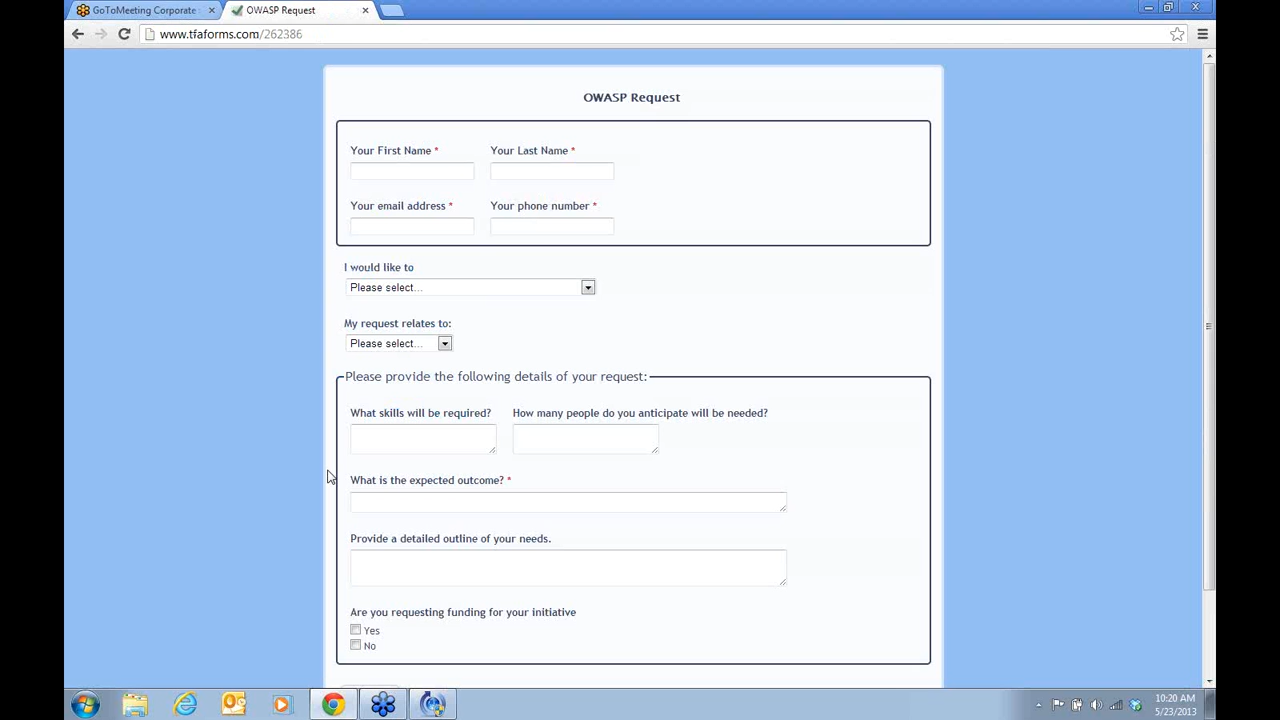 GoToMeeting Corporate
OWASP Request
www.tfaforms.com/262386
OWASP Request
Your First Name * Your Last Name *
Your email address * Your phone number *
I would like to
Please select...
My request relates to:
Please select...
Please provide the following details of your request:
What skills will be required? How many people do you anticipate will be needed?
What is the expected outcome? *
Provide a detailed outline of your needs.
Are you requesting funding for your initiative
Yes
No
10:20 AM
5/23/2013